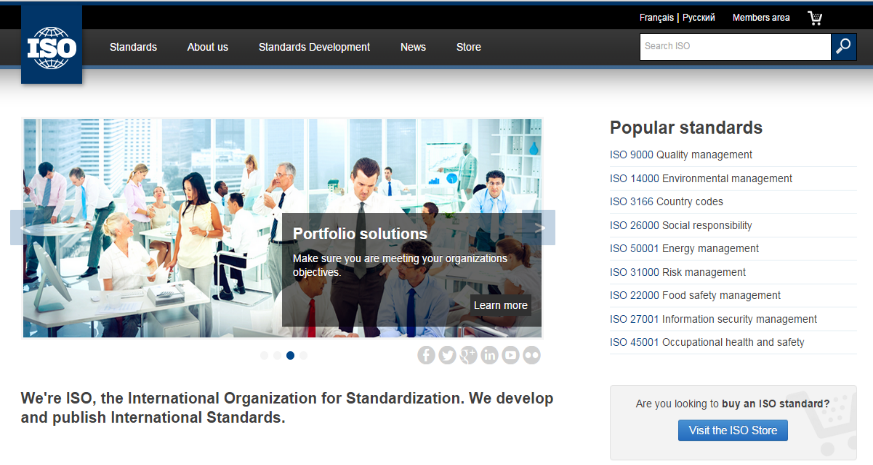 Français | Русский Members area
ISO
Standards About us Standards Development News Store
Search ISO
Portfolio solutions
Make sure you are meeting your organizations
objectives.
Learn more
Popular standards
ISO 9000 Quality management
ISO 14000 Environmental management
ISO 3166 Country codes
ISO 26000 Social responsibility
ISO 50001 Energy management
ISO 31000 Risk management
ISO 22000 Food safety management
ISO 27001 Information security management
ISO 45001 Occupational health and safety
We're ISO, the International Organization for Standardization. We develop
and publish International Standards.
Are you looking to buy an ISO standard?
Visit the ISO Store